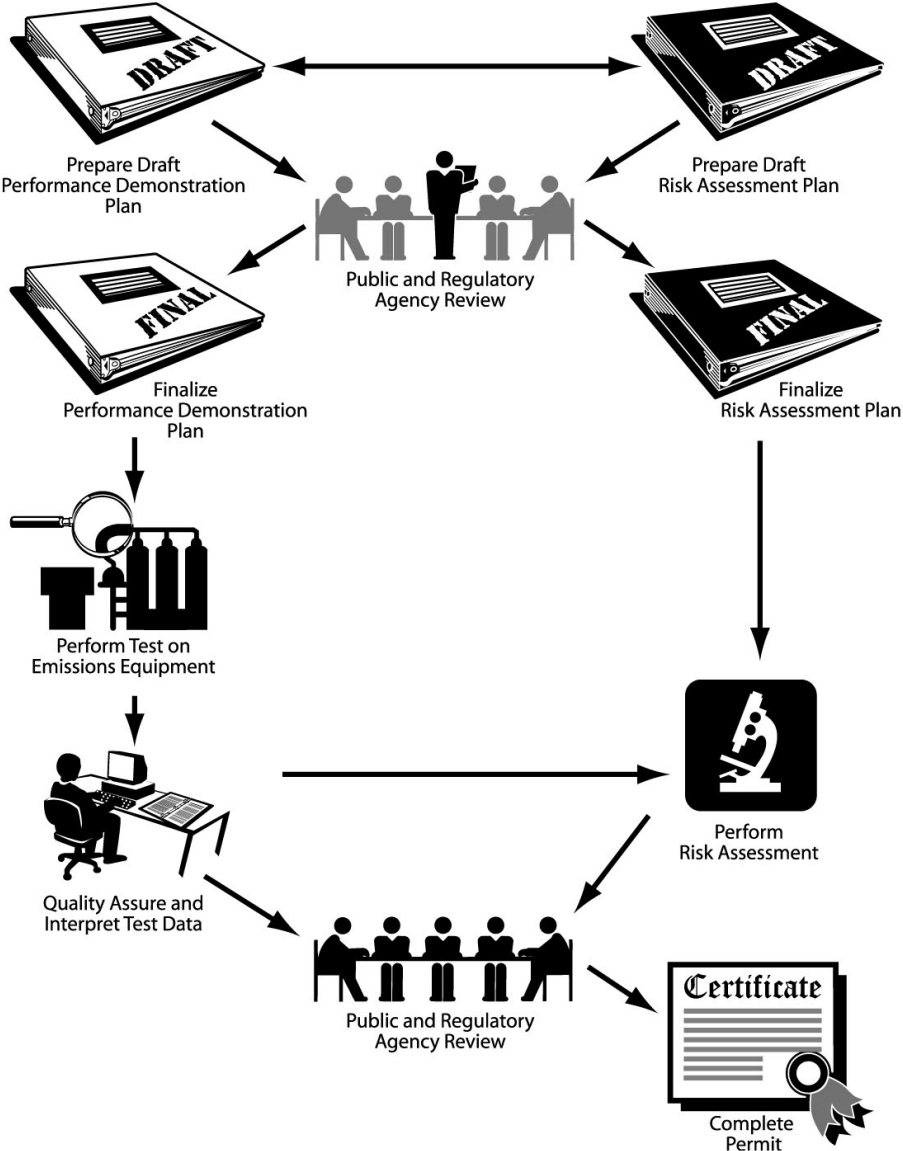 DRAFT
DRAFT
Prepare Draft
Performance Demonstration
Plan
Prepare Draft
Risk Assessment Plan
Public and Regulatory
Agency Review
FINAL
FINAL
Finalize
Performance Demonstration
Plan
Finalize
Risk Assessment Plan
Perform Test on
Emissions Equipment
Perform
Risk Assessment
Quality Assure and
Interpret Test Data
Public and Regulatory
Agency Review
Certificate
Complete
Permit